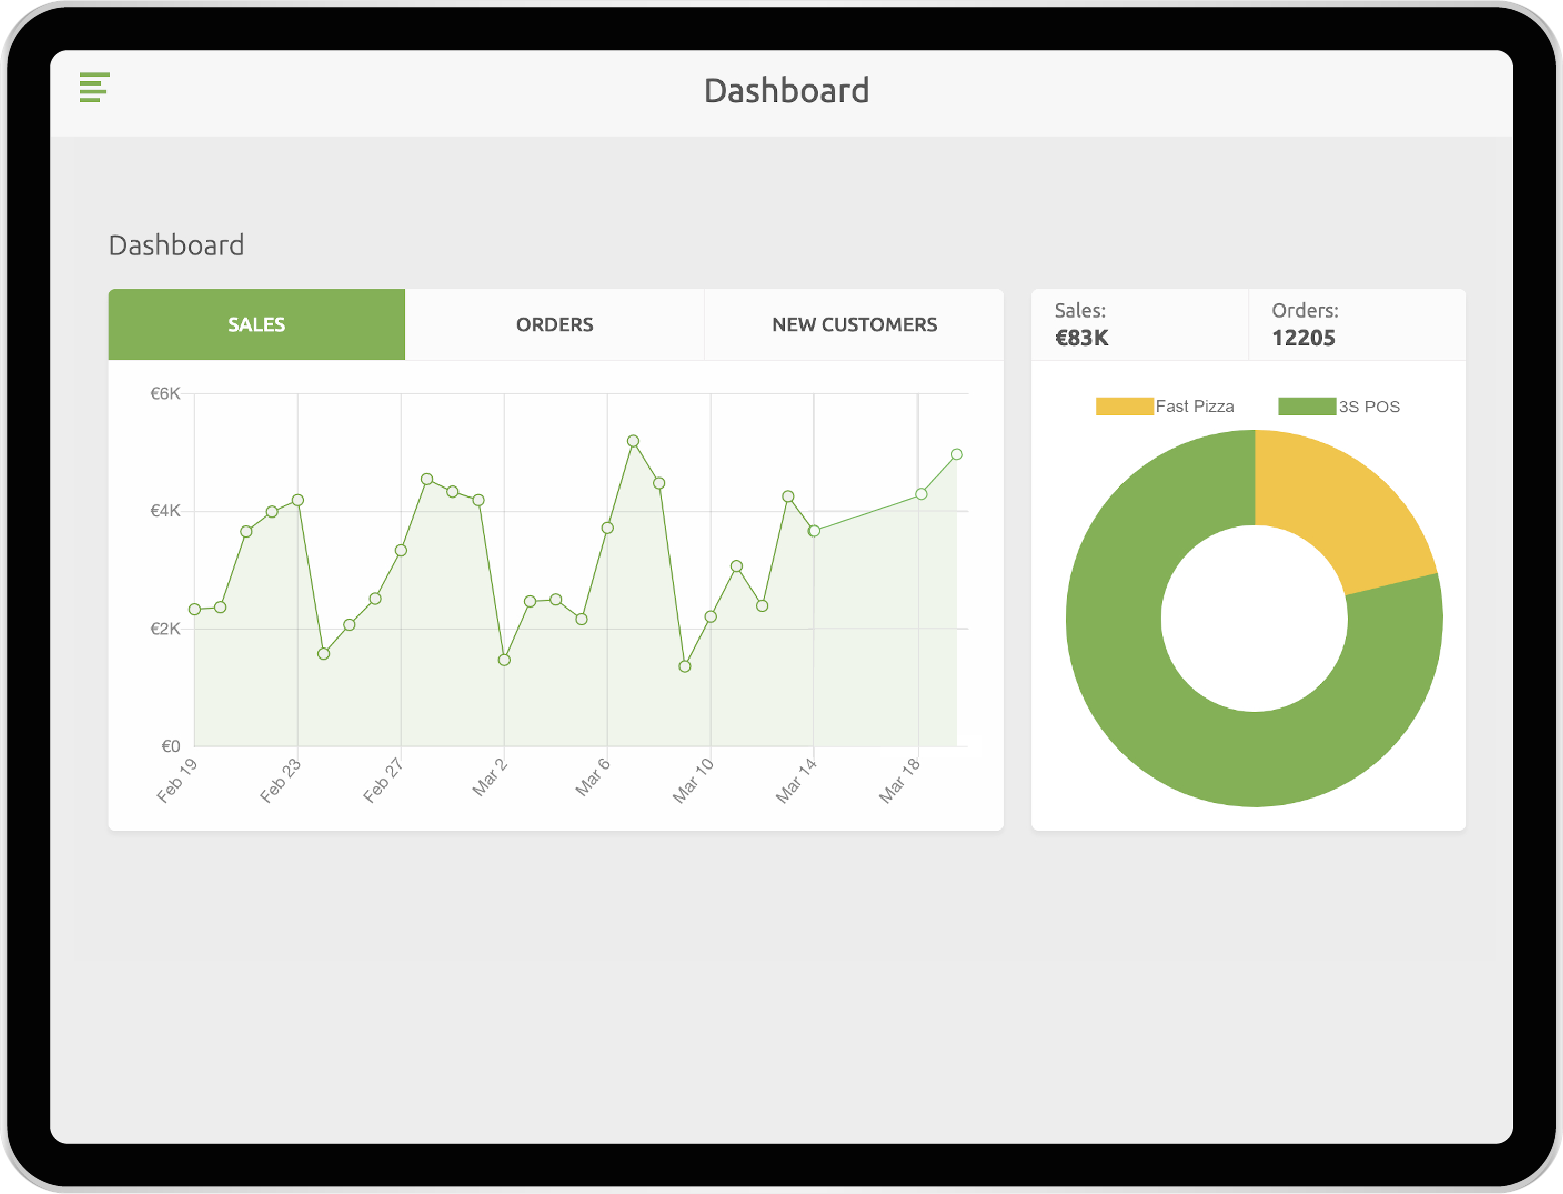 Dashboard
Dashboard
SALES
ORDERS
NEW CUSTOMERS
€6K
€4K
€2K
€0
Feb 19
Feb 23
Feb 27
Mar 2
Mar 6
Mar 10
Mar 14
Mar 18
Sales:
€83K
Orders:
12205
Fast Pizza
3S POS